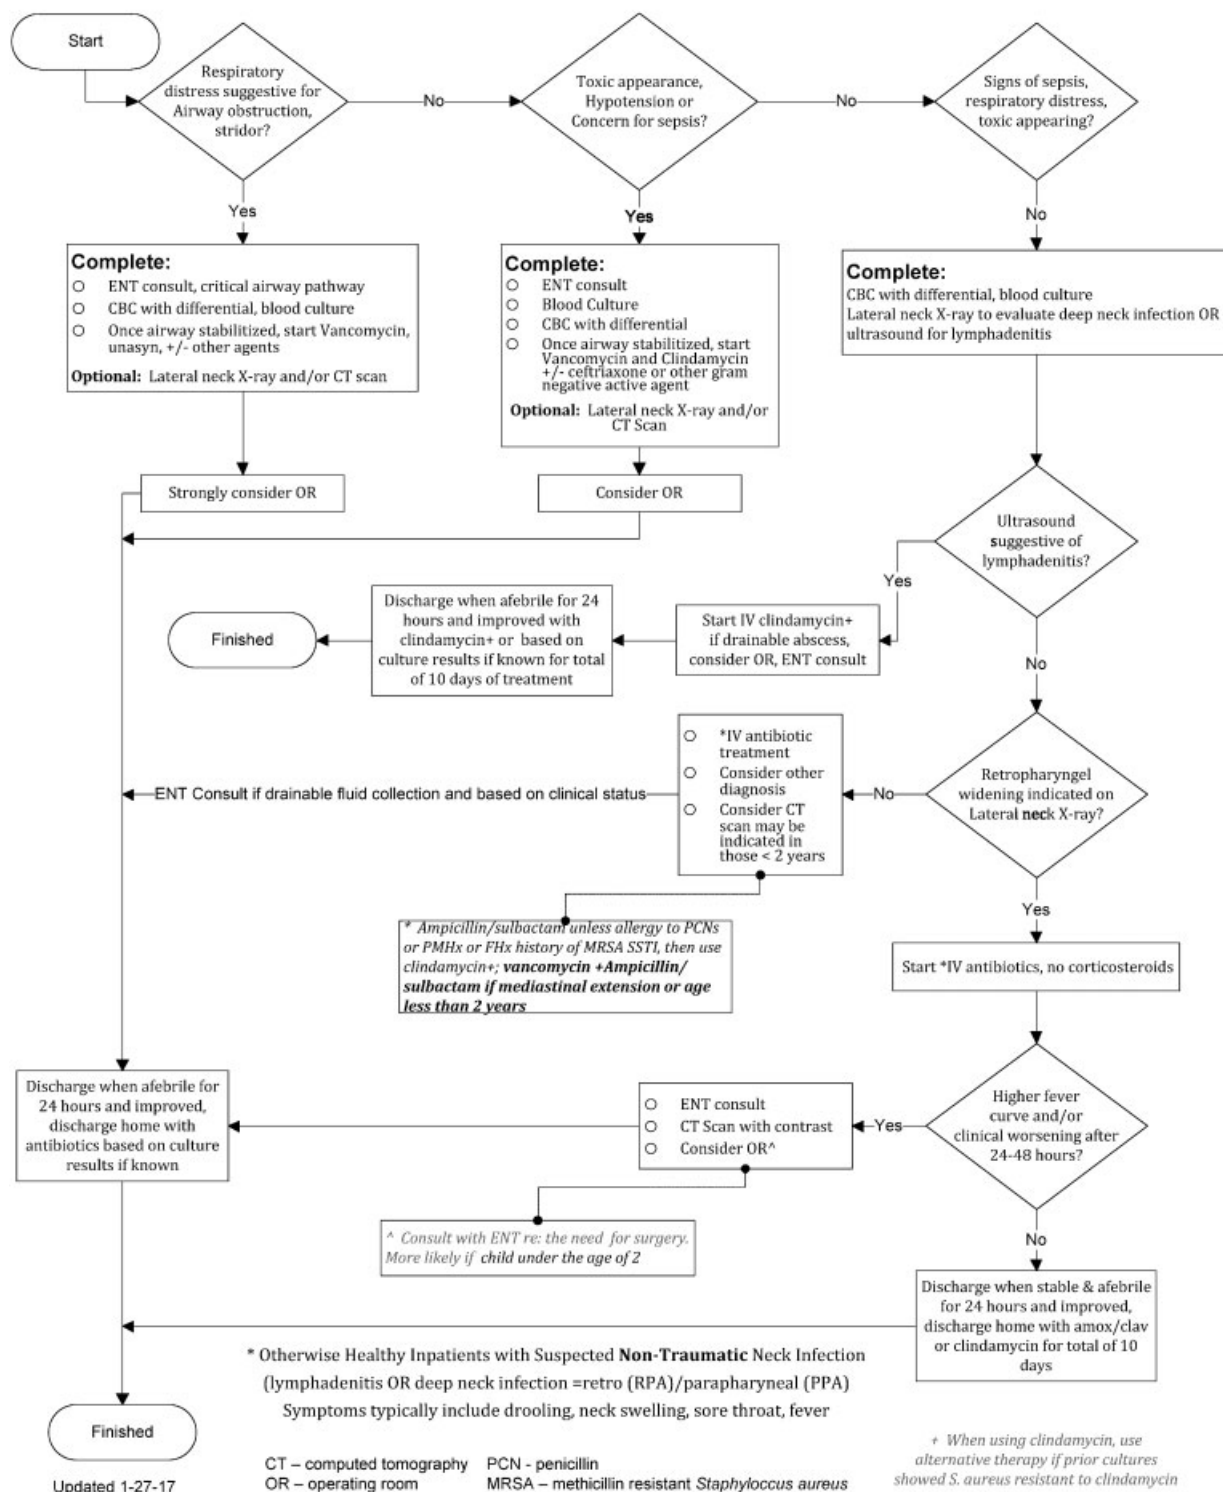 Start
Respiratory
distress suggestive for
Airway obstruction,
stridor?
No
Toxic appearance,
Hypotension or
Concern for sepsis?
No
Signs of sepsis,
respiratory distress,
toxic appearing?
Yes
Yes
No
Complete:
ENT consult, critical airway pathway
CBC with differential, blood culture
Once airway stabilitized, start Vancomycin,
unasyn, +/- other agents
Optional: Lateral neck X-ray and/or CT scan
Complete:
ENT consult
Blood Culture
CBC with differential
Once airway stabilitized, start
Vancomycin and Clindamycin
+/- ceftriaxone or other gram
negative active agent
Optional: Lateral neck X-ray and/or
CT Scan
Complete:
CBC with differential, blood culture
Lateral neck X-ray to evaluate deep neck infection OR
ultrasound for lymphadenitis
Strongly consider OR
Consider OR
Ultrasound
suggestive of
lymphadenitis?
Yes
No
Start IV clindamycin+
if drainable abscess,
consider OR, ENT consult
Discharge when afebrile for 24
hours and improved with
clindamycin+ or based on
culture results if known for total
of 10 days of treatment
Finished
Retropharyngel
widening indicated on
Lateral neck X-ray?
No
*IV antibiotic
treatment
Consider other
diagnosis
Consider CT
scan may be
indicated in
those < 2 years
ENT Consult if drainable fluid collection and based on clinical status
* Ampicillin/sulbactam unless allergy to PCNs
or PMHx or FHx history of MRSA SSTI, then use
clindamycin+; vancomycin +Ampicillin/
sulbactam if mediastinal extension or age
less than 2 years
Yes
Start *IV antibiotics, no corticosteroids
Higher fever
curve and/or
clinical worsening after
24-48 hours?
Yes
ENT consult
CT Scan with contrast
Consider OR^
Discharge when afebrile for
24 hours and improved,
discharge home with
antibiotics based on culture
results if known
^ Consult with ENT re: the need for surgery.
More likely if child under the age of 2
No
Discharge when stable & afebrile
for 24 hours and improved,
discharge home with amox/clav
or clindamycin for total of 10
days
* Otherwise Healthy Inpatients with Suspected Non-Traumatic Neck Infection
(lymphadenitis OR deep neck infection =retro (RPA)/parapharyneal (PPA)
Symptoms typically include drooling, neck swelling, sore throat, fever
Finished
Updated 1-27-17
CT – computed tomography
OR – operating room
PCN - penicillin
MRSA – methicillin resistant Staphyloccus aureus
+ When using clindamycin, use
alternative therapy if prior cultures
showed S. aureus resistant to clindamycin